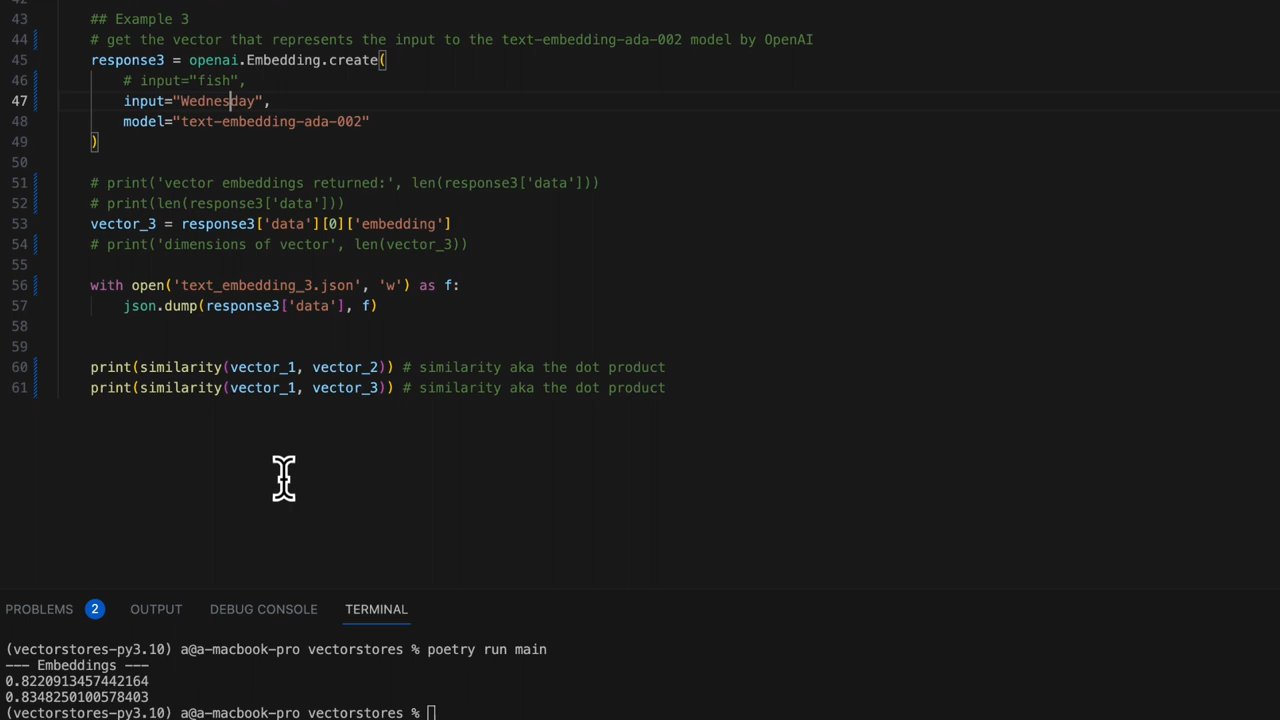 43 ## Example 3
44 # get the vector that represents the input to the text-embedding-ada-002 model by OpenAI
45 response3 = openai.Embedding.create(
46 # input="fish",
47 input="Wednesday",
48 model="text-embedding-ada-002"
49 )
50
51 # print('vector embeddings returned:', len(response3['data']))
52 # print(len(response3['data']))
53 vector_3 = response3['data'][0]['embedding']
54 # print('dimensions of vector', len(vector_3))
55
56 with open('text_embedding_3.json', 'w') as f:
57 json.dump(response3['data'], f)
58
59
60 print(similarity(vector_1, vector_2)) # similarity aka the dot product
61 print(similarity(vector_1, vector_3)) # similarity aka the dot product
PROBLEMS 2 OUTPUT DEBUG CONSOLE TERMINAL
(vectorstores-py3.10) a@a-macbook-pro vectorstores % poetry run main
--- Embeddings ---
0.8220913457442164
0.8348250100578403
(vectorstores-py3.10) a@a-macbook-pro vectorstores %